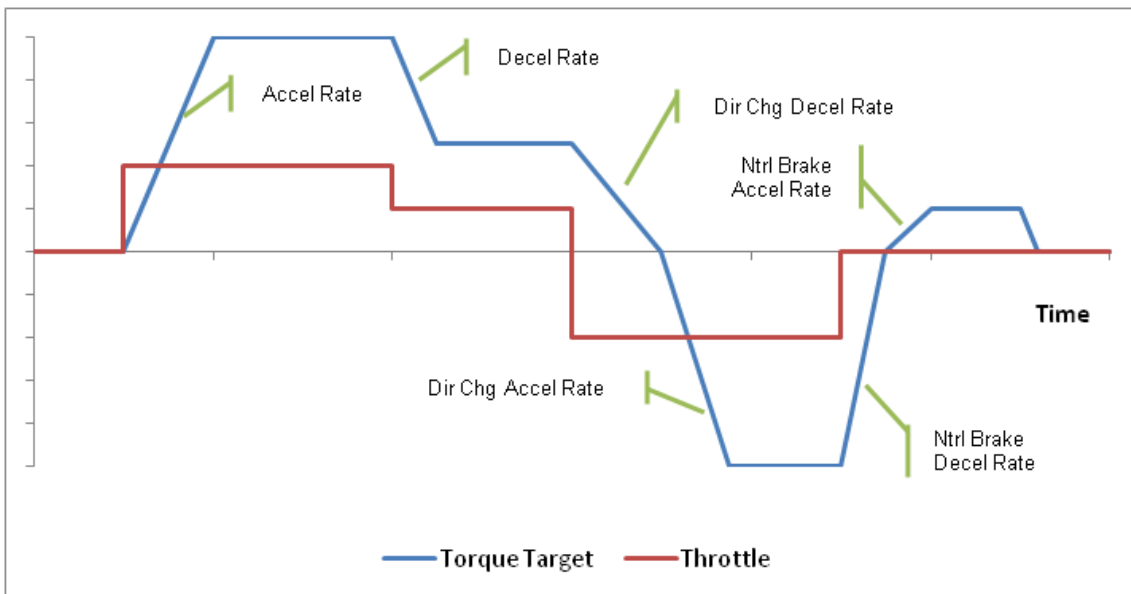 Accel Rate
Decel Rate
Dir Chg Decel Rate
Ntrl Brake
Accel Rate
Time
Dir Chg Accel Rate
Ntrl Brake
Decel Rate
Torque Target
Throttle